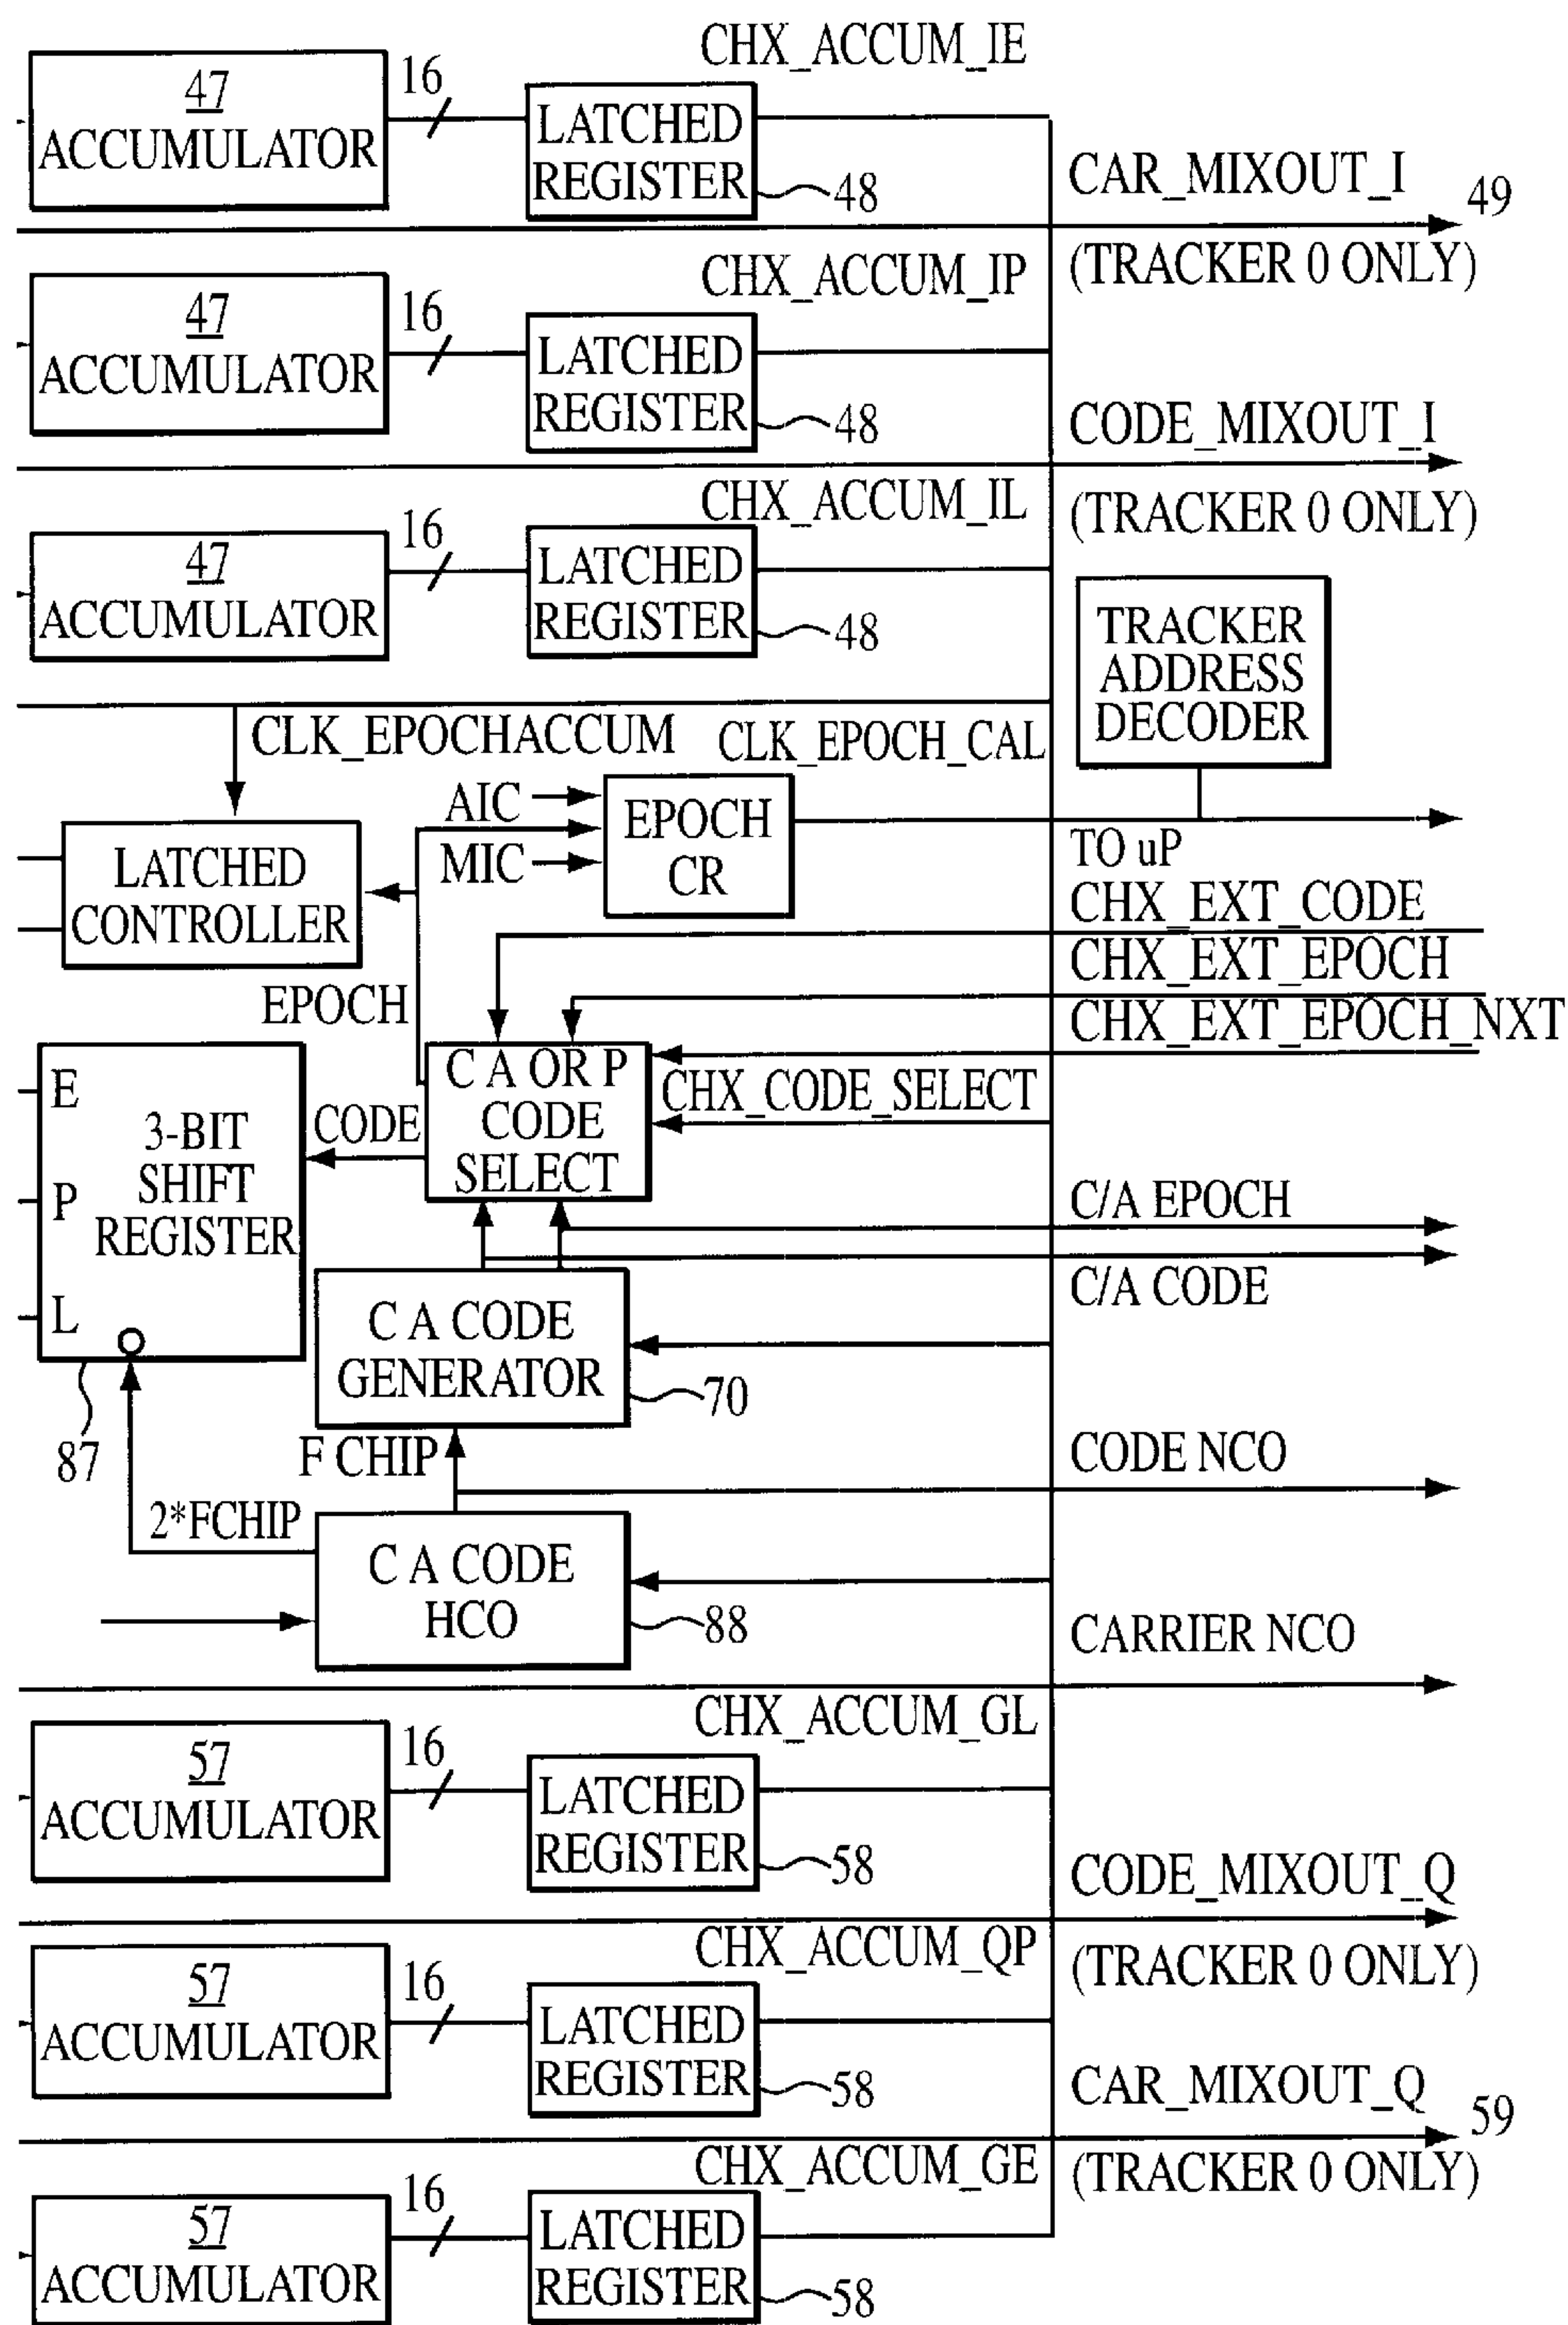 CHX_ACCUM_IE
47
ACCUMULATOR
16
LATCHED
REGISTER
48
CAR_MIXOUT_I
49
(TRACKER 0 ONLY)
CHX_ACCUM_IP
47
ACCUMULATOR
16
LATCHED
REGISTER
48
CODE_MIXOUT_I
(TRACKER 0 ONLY)
CHX_ACCUM_IL
47
ACCUMULATOR
16
LATCHED
REGISTER
48
TRACKER
ADDRESS
DECODER
CLK_EPOCHACCUM
CLK_EPOCH_CAL
AIC
MIC
EPOCH
CR
TO uP
LATCHED
CONTROLLER
CHX_EXT_CODE
CHX_EXT_EPOCH
CHX_EXT_EPOCH_NXT
EPOCH
C A OR P
CODE
SELECT
CHX_CODE_SELECT
CODE
E
P
L
3-BIT
SHIFT
REGISTER
87
C/A EPOCH
C/A CODE
C A CODE
GENERATOR
70
F CHIP
CODE NCO
2*FCHIP
C A CODE
HCO
88
CARRIER NCO
CHX_ACCUM_GL
57
ACCUMULATOR
16
LATCHED
REGISTER
58
CODE_MIXOUT_Q
(TRACKER 0 ONLY)
CHX_ACCUM_QP
57
ACCUMULATOR
16
LATCHED
REGISTER
58
CAR_MIXOUT_Q
59
(TRACKER 0 ONLY)
CHX_ACCUM_GE
57
ACCUMULATOR
16
LATCHED
REGISTER
58